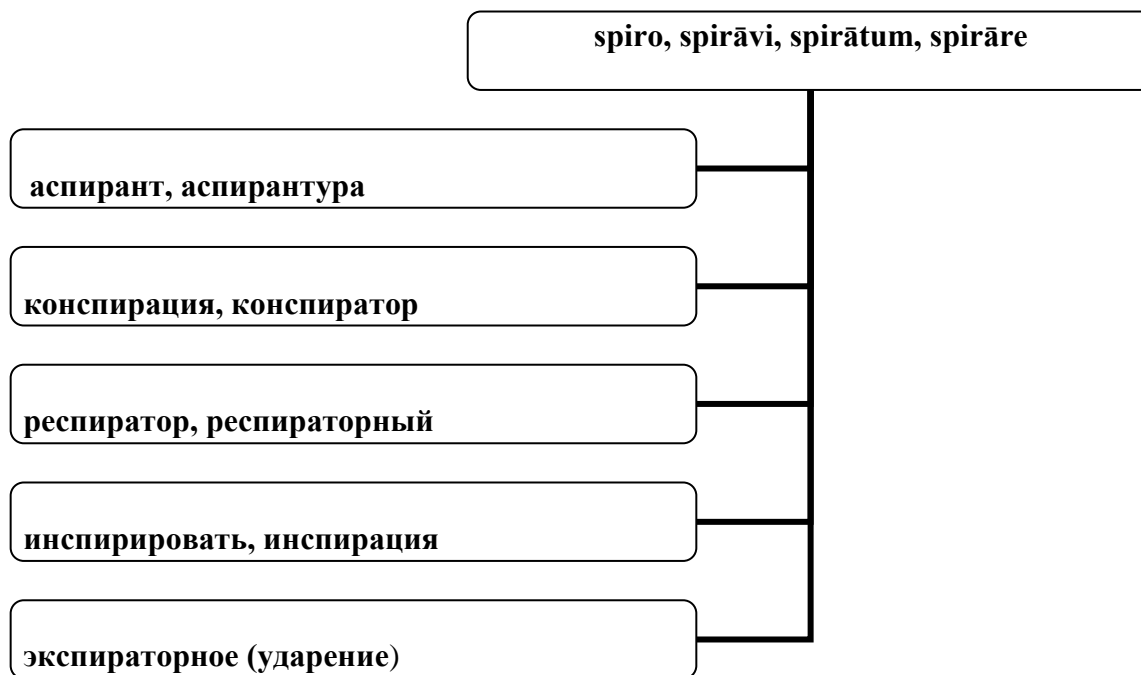 spiro, spirāvi, spirātum, spirāre
аспирант, аспирантура
конспирация, конспиратор
респиратор, респираторный
инспирировать, инспирация
экспираторное (ударение)